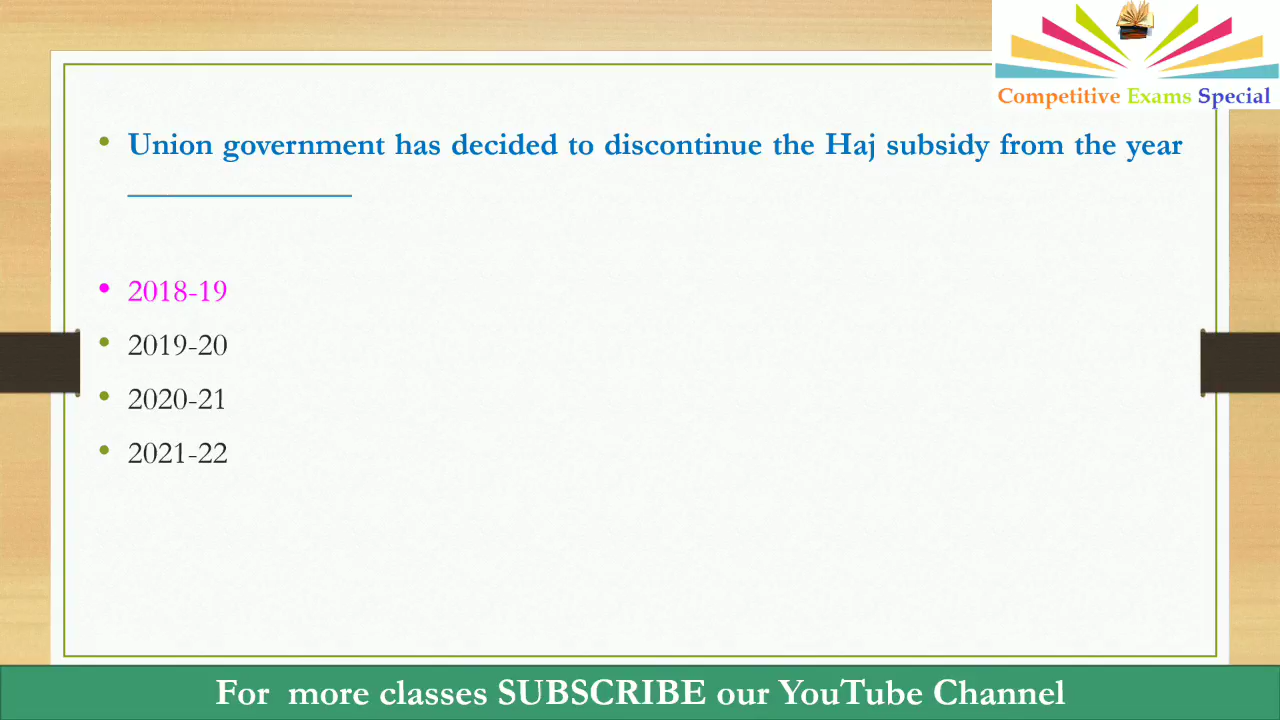 Competitive Exams Special
• Union government has decided to discontinue the Haj subsidy from the year
______________
• 2018-19
• 2019-20
• 2020-21
• 2021-22
For more classes SUBSCRIBE our YouTube Channel